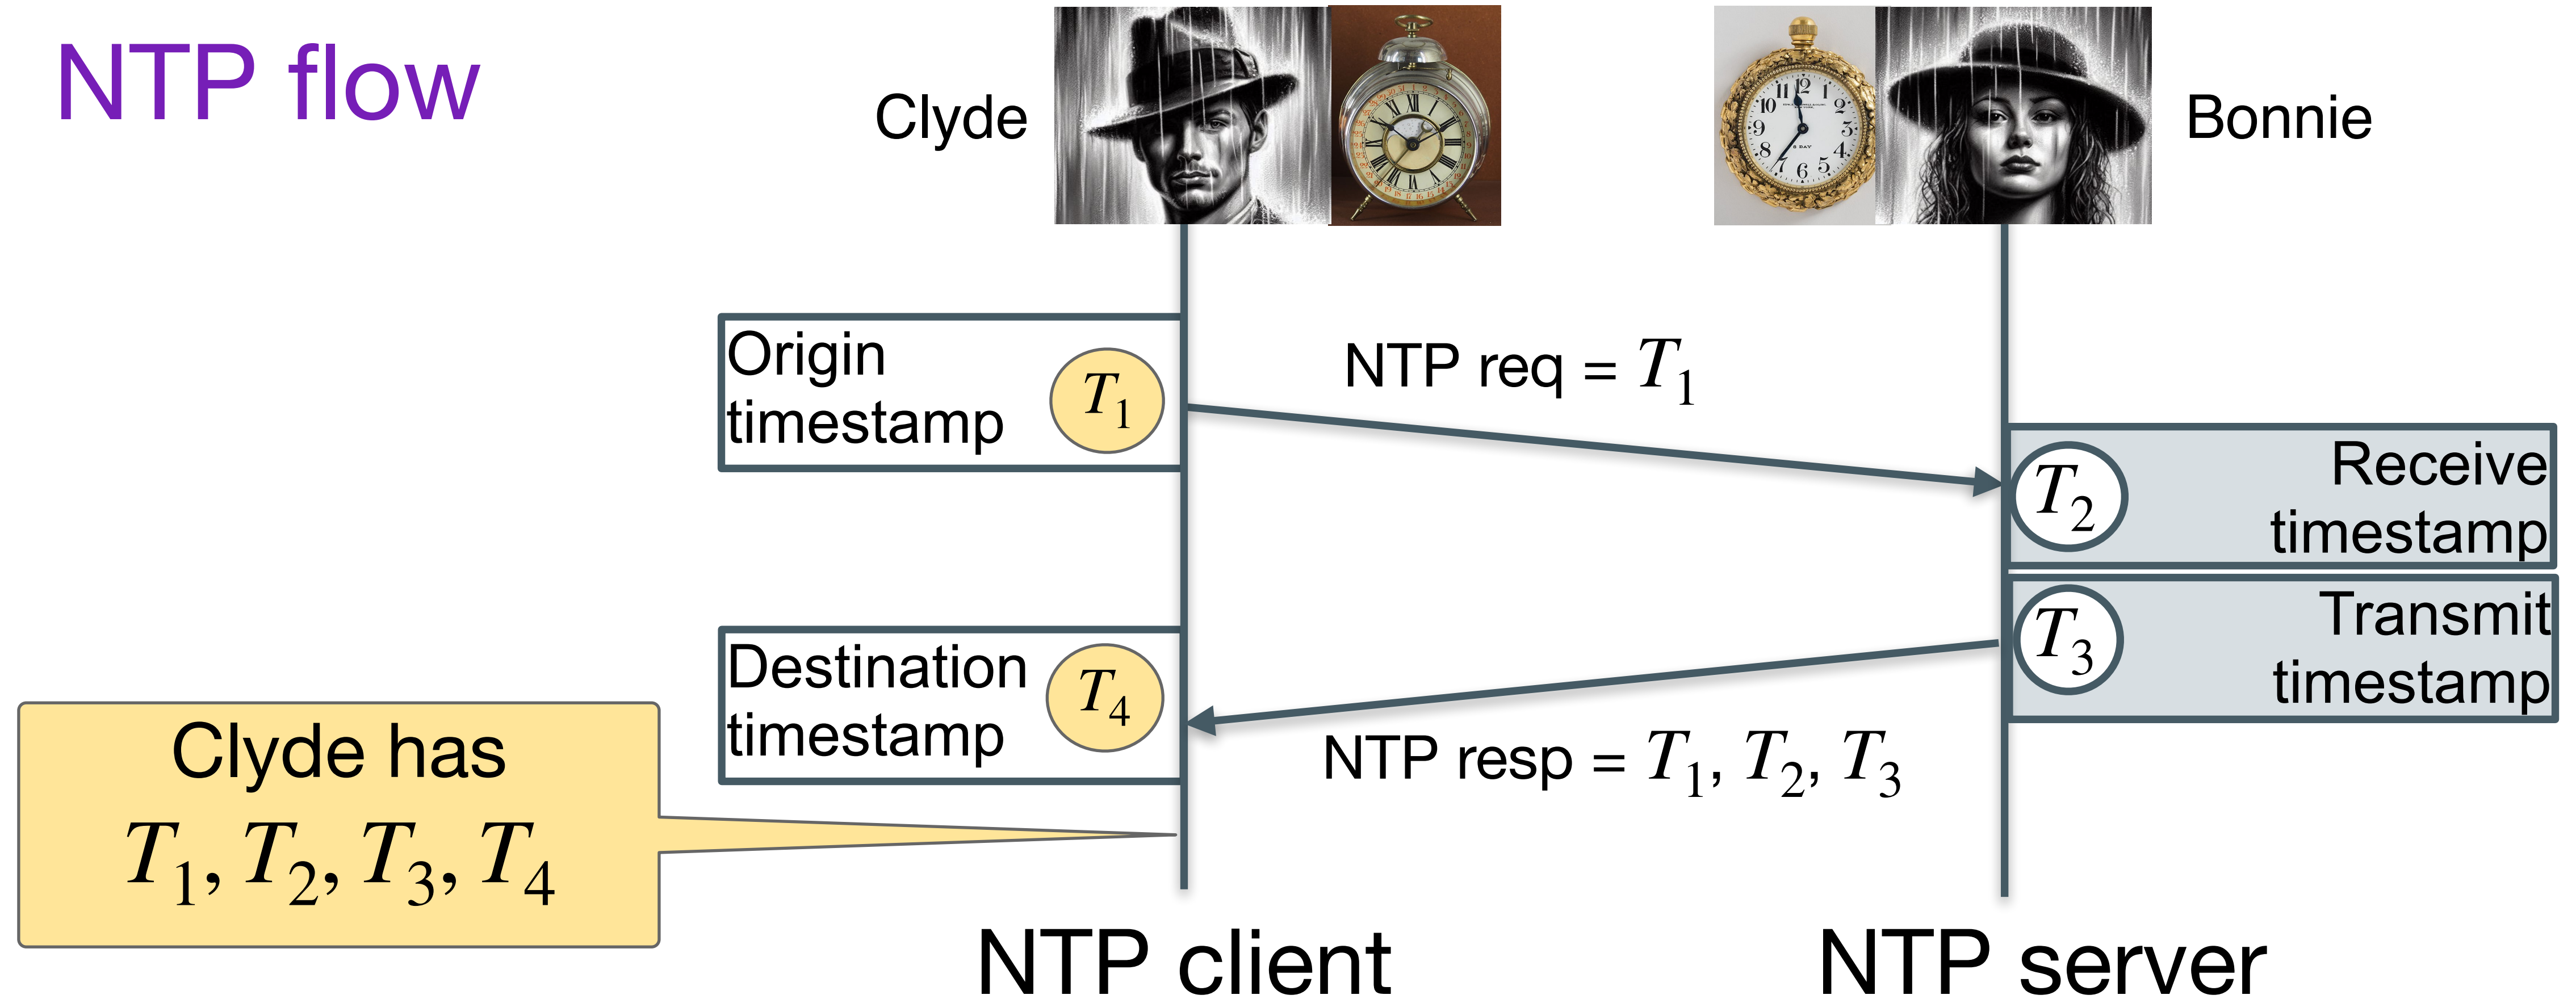 NTP flow
Clyde
Bonnie
Origin
timestamp
T1
NTP req = T1
T2
Receive
timestamp
T3
Transmit
timestamp
Destination
timestamp
T4
NTP resp = T1, T2, T3
Clyde has
T1, T2, T3, T4
NTP client
NTP server